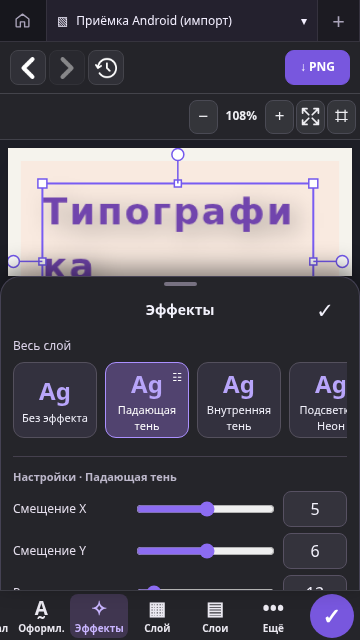 Приёмка Android (импорт)
↓ PNG
108%
Типографи
ка
Эффекты
Весь слой
Ag Ag Ag Ag
Без эффекта
Падающая
тень
Внутренняя
тень
Подсветк
Неон
Настройки · Падающая тень
Смещение X 5
Смещение Y 6
Оформл. Эффекты Слой Слои Ещё